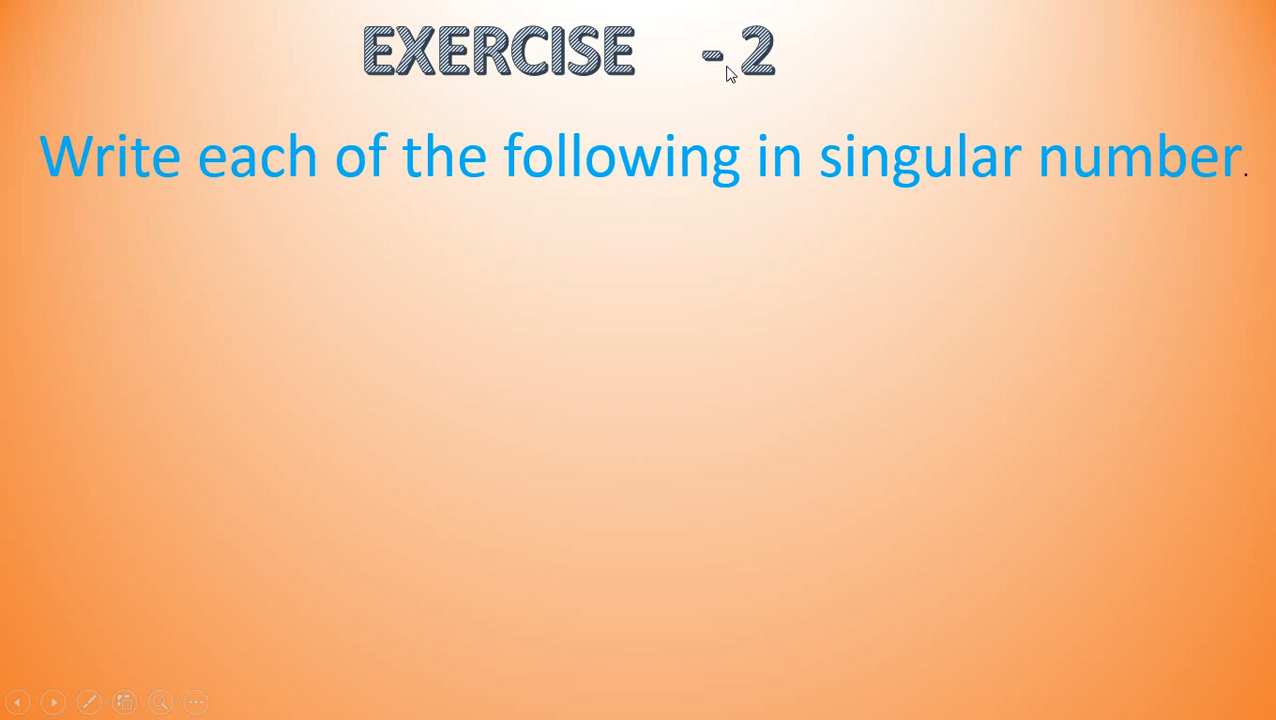 EXERCISE - 2
Write each of the following in singular number.